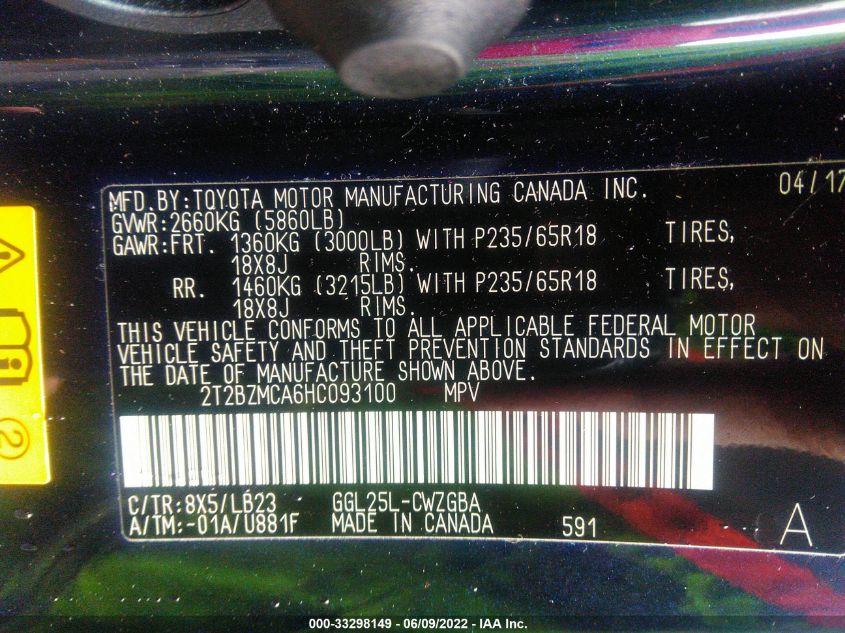 MFD.BY:TOYOTA MOTOR MANUFACTURING CANADA INC. 04/17
GVWR:2660KG (5860LB)
GAWR:FRT. 1360KG (3000LB) WITH P235/65R18 TIRES,
18X8J RIMS.
RR. 1460KG (3215LB) WITH P235/65R18 TIRES,
18X8J RIMS.
THIS VEHICLE CONFORMS TO ALL APPLICABLE FEDERAL MOTOR
VEHICLE SAFETY AND THEFT PREVENTION STANDARDS IN EFFECT ON
THE DATE OF MANUFACTURE SHOWN ABOVE.
2T2BZMCA6HC093100 MPV
C/TR:8X5/LB23 GGL25L-CWZGBA
A/TM:-01A/U881F MADE IN CANADA 591 A
2
000-33298149 - 06/09/2022 - IAA Inc.